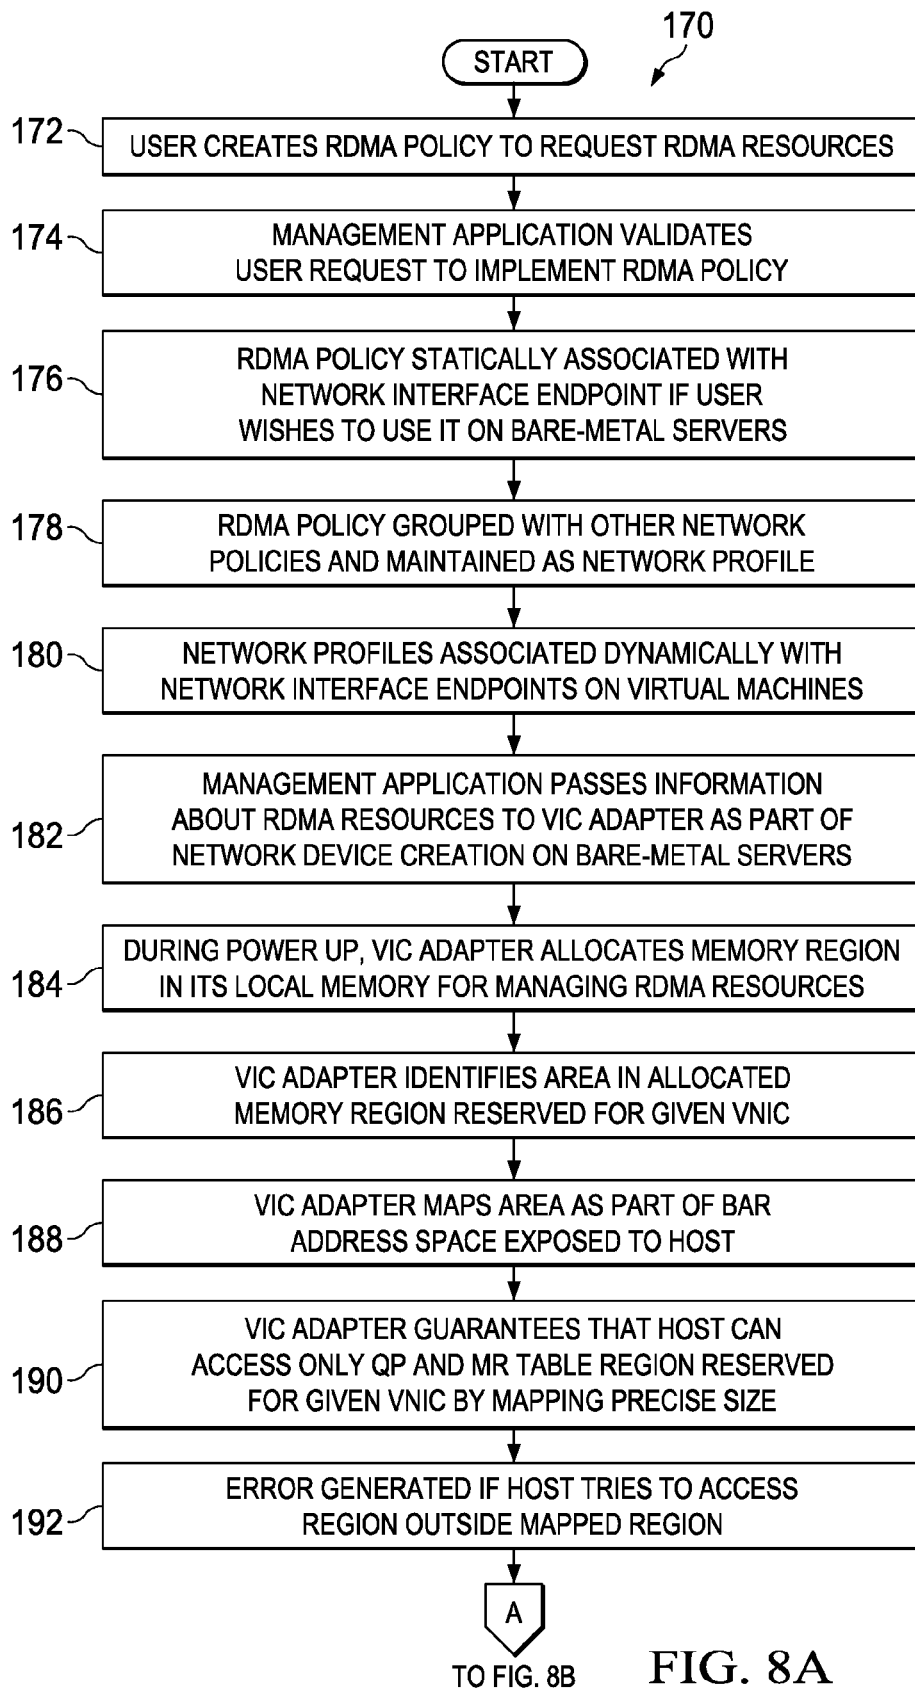 170
START
172
USER CREATES RDMA POLICY TO REQUEST RDMA RESOURCES
174
MANAGEMENT APPLICATION VALIDATES
USER REQUEST TO IMPLEMENT RDMA POLICY
176
RDMA POLICY STATICALLY ASSOCIATED WITH
NETWORK INTERFACE ENDPOINT IF USER
WISHES TO USE IT ON BARE-METAL SERVERS
178
RDMA POLICY GROUPED WITH OTHER NETWORK
POLICIES AND MAINTAINED AS NETWORK PROFILE
180
NETWORK PROFILES ASSOCIATED DYNAMICALLY WITH
NETWORK INTERFACE ENDPOINTS ON VIRTUAL MACHINES
182
MANAGEMENT APPLICATION PASSES INFORMATION
ABOUT RDMA RESOURCES TO VIC ADAPTER AS PART OF
NETWORK DEVICE CREATION ON BARE-METAL SERVERS
184
DURING POWER UP, VIC ADAPTER ALLOCATES MEMORY REGION
IN ITS LOCAL MEMORY FOR MANAGING RDMA RESOURCES
186
VIC ADAPTER IDENTIFIES AREA IN ALLOCATED
MEMORY REGION RESERVED FOR GIVEN VNIC
188
VIC ADAPTER MAPS AREA AS PART OF BAR
ADDRESS SPACE EXPOSED TO HOST
190
VIC ADAPTER GUARANTEES THAT HOST CAN
ACCESS ONLY QP AND MR TABLE REGION RESERVED
FOR GIVEN VNIC BY MAPPING PRECISE SIZE
192
ERROR GENERATED IF HOST TRIES TO ACCESS
REGION OUTSIDE MAPPED REGION
A
TO FIG. 8B
FIG. 8A